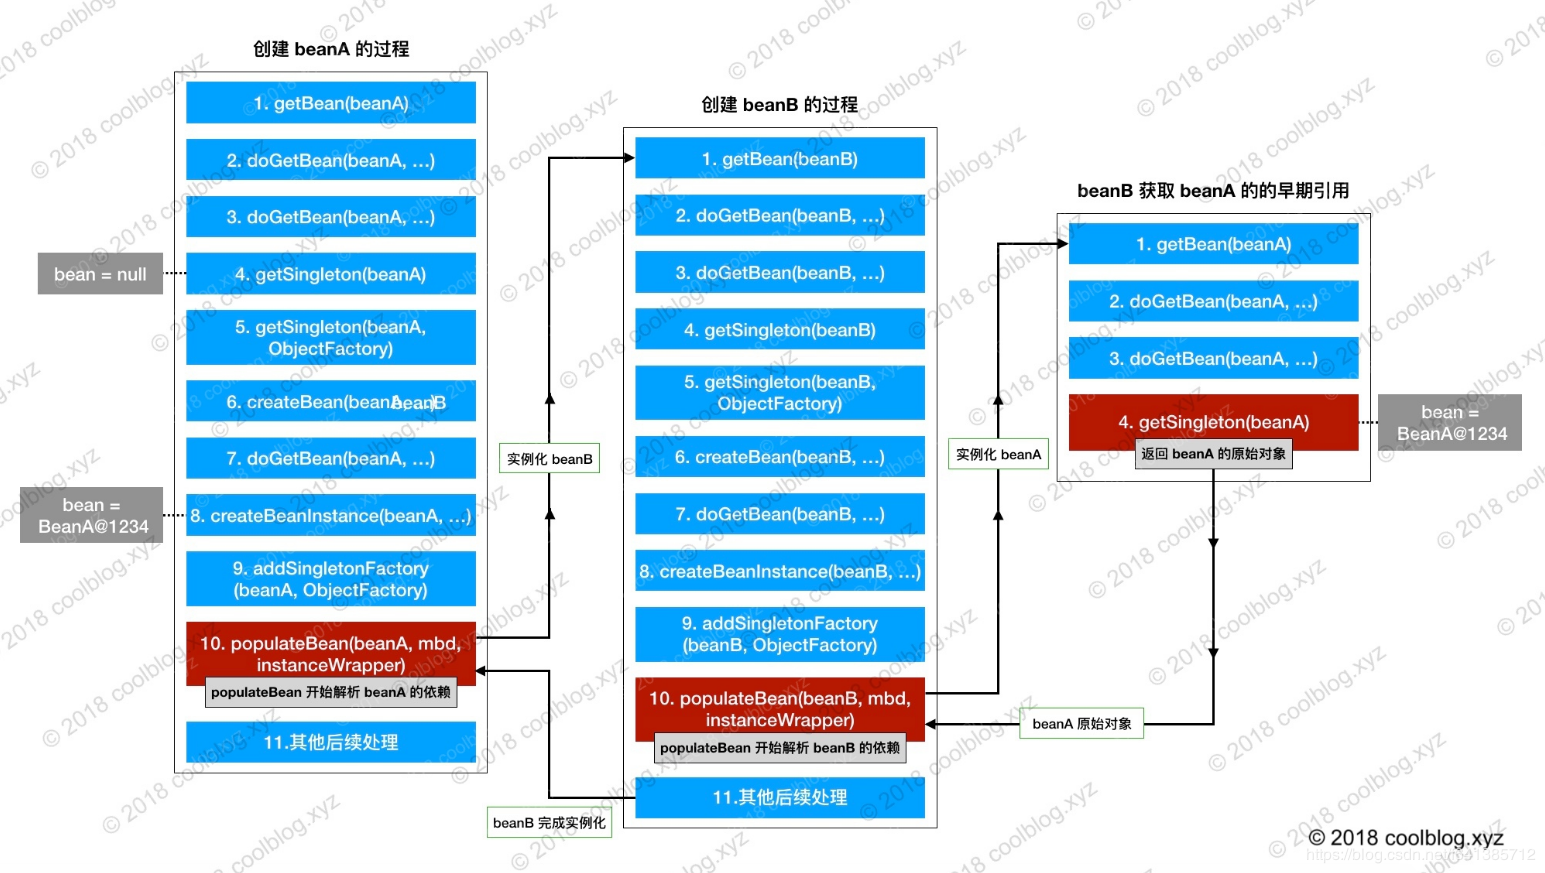 创建 beanA 的过程
1. getBean(beanA)
2. doGetBean(beanA, ...)
3. doGetBean(beanA, ...)
bean = null
4. getSingleton(beanA)
5. getSingleton(beanA,
ObjectFactory)
6. createBean(beanA, ...)
beanB
7. doGetBean(beanA, ...)
bean =
BeanA@1234
8. createBeanInstance(beanA, ...)
9. addSingletonFactory
(beanA, ObjectFactory)
10. populateBean(beanA, mbd,
instanceWrapper)
populateBean 开始解析 beanA 的依赖
11.其他后续处理
实例化 beanB
beanB 完成实例化
创建 beanB 的过程
1. getBean(beanB)
2. doGetBean(beanB, ...)
3. doGetBean(beanB, ...)
4. getSingleton(beanB)
5. getSingleton(beanB,
ObjectFactory)
6. createBean(beanB, ...)
7. doGetBean(beanB, ...)
8. createBeanInstance(beanB, ...)
9. addSingletonFactory
(beanB, ObjectFactory)
10. populateBean(beanB, mbd,
instanceWrapper)
populateBean 开始解析 beanB 的依赖
11.其他后续处理
实例化 beanA
beanA 原始对象
beanB 获取 beanA 的的早期引用
1. getBean(beanA)
2. doGetBean(beanA, ...)
3. doGetBean(beanA, ...)
4. getSingleton(beanA)
返回 beanA 的原始对象
bean =
BeanA@1234
© 2018 coolblog.xyz